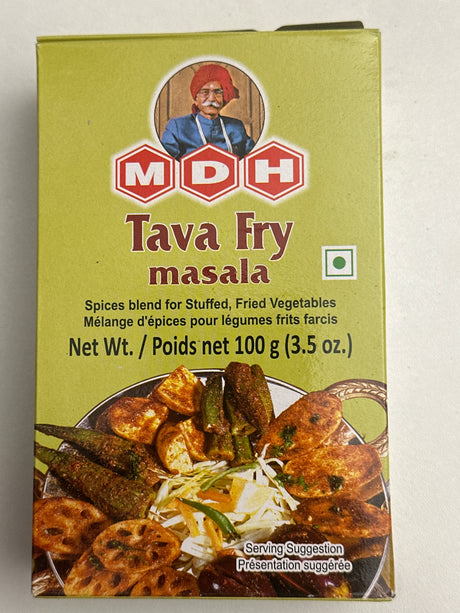 MDH
Tava Fry
masala
Spices blend for Stuffed, Fried Vegetables
Mélange d'épices pour légumes frits farcis
Net Wt. / Poids net 100 g (3.5 oz.)
Serving Suggestion
Présentation suggérée